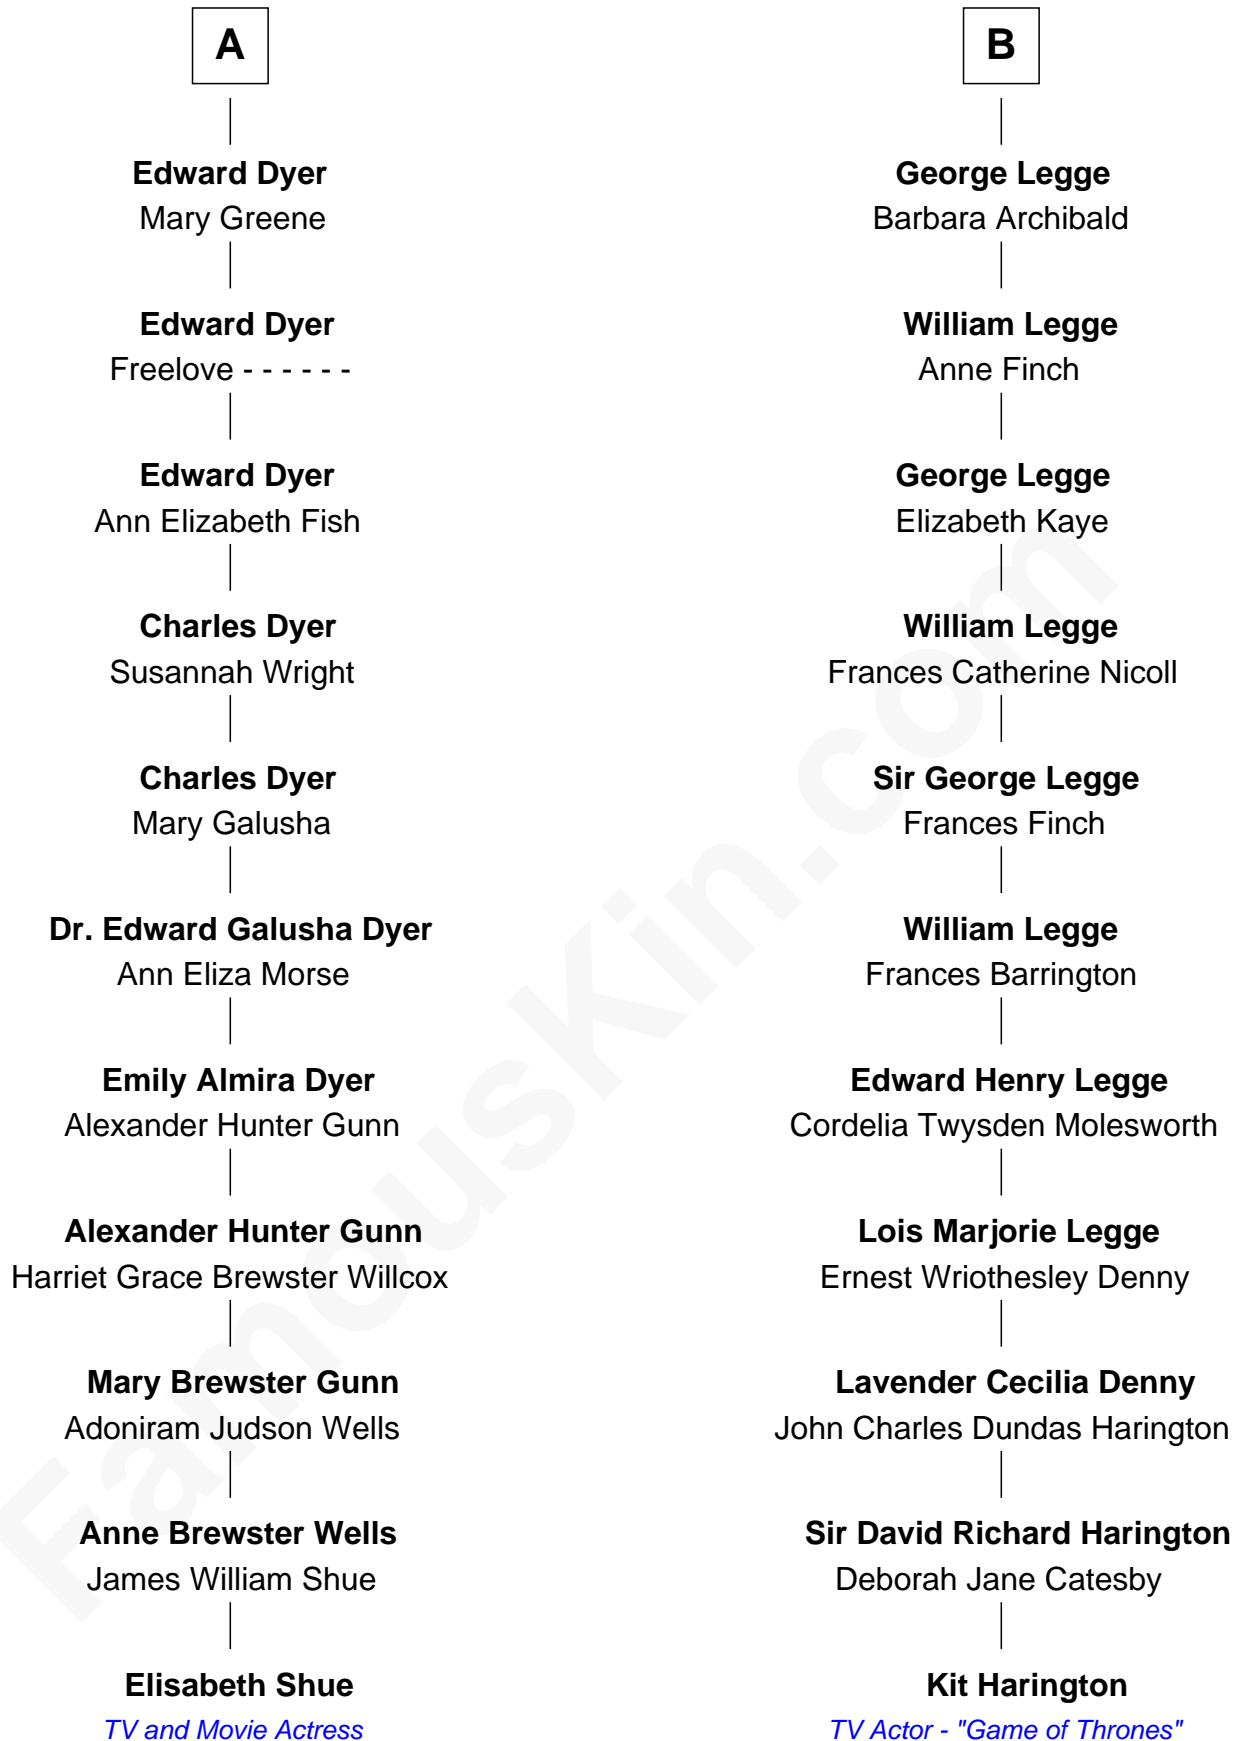 A
Edward Dyer
Mary Greene
Edward Dyer
Freelove - - - - - -
Edward Dyer
Ann Elizabeth Fish
Charles Dyer
Susannah Wright
Charles Dyer
Mary Galusha
Dr. Edward Galusha Dyer
Ann Eliza Morse
Emily Almira Dyer
Alexander Hunter Gunn
Alexander Hunter Gunn
Harriet Grace Brewster Willcox
Mary Brewster Gunn
Adoniram Judson Wells
Anne Brewster Wells
James William Shue
Elisabeth Shue
TV and Movie Actress
B
George Legge
Barbara Archibald
William Legge
Anne Finch
George Legge
Elizabeth Kaye
William Legge
Frances Catherine Nicoll
Sir George Legge
Frances Finch
William Legge
Frances Barrington
Edward Henry Legge
Cordelia Twysden Molesworth
Lois Marjorie Legge
Ernest Wriothesley Denny
Lavender Cecilia Denny
John Charles Dundas Harington
Sir David Richard Harington
Deborah Jane Catesby
Kit Harington
TV Actor - "Game of Thrones"
FamousKin.com